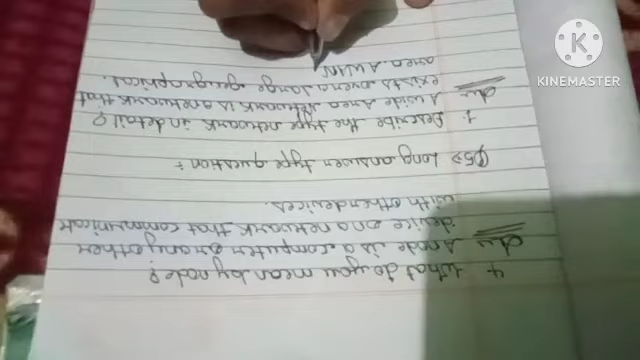 4. What do you mean by node?
Ans A node is a computer or any other
device on a network that communicate
with other devices.
Q5> Long answer type question :
1. Describe the type network in detail?
Ans A wide Area Network is a network that
exists over a large geographical
area. A WAN
KINEMASTER